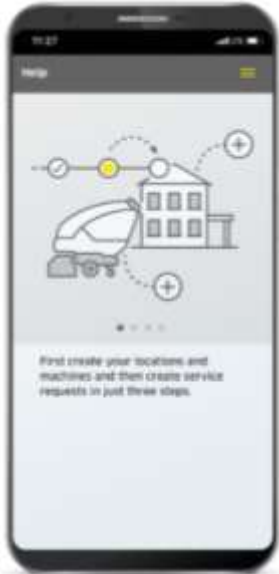 11:27
Help
First create your locations and
machines and then create service
requests in just three steps.